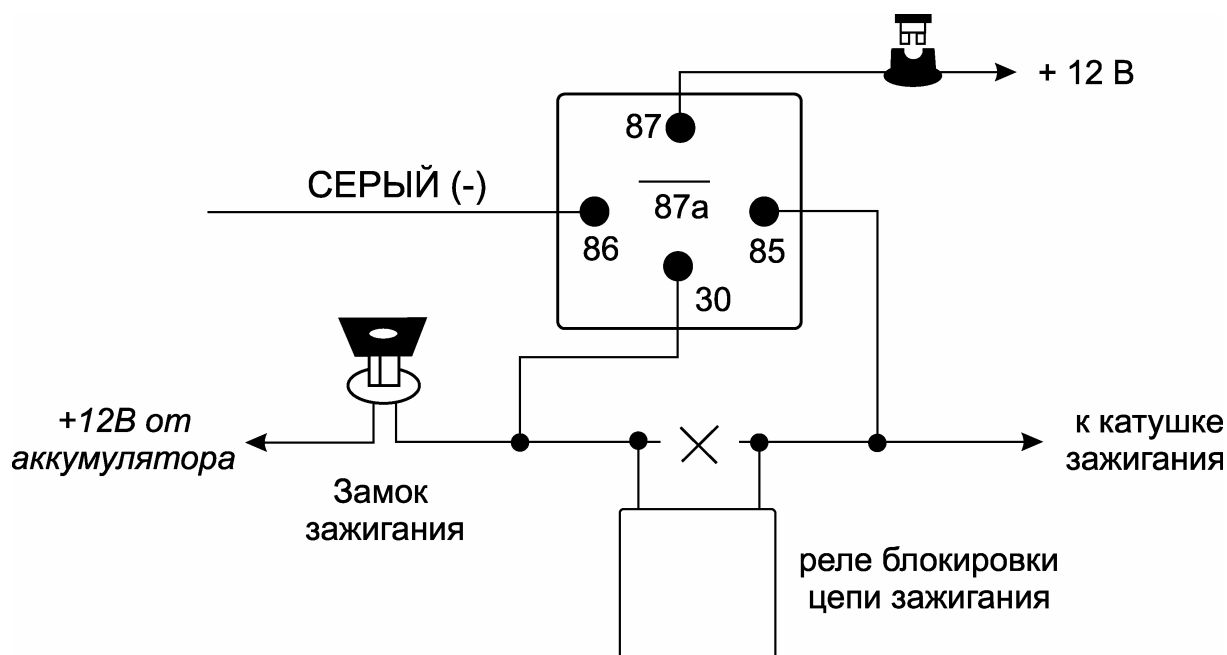 + 12 В
87
СЕРЫЙ (-)
87а
86
85
30
+12В от
аккумулятора
Замок
зажигания
к катушке
зажигания
реле блокировки
цепи зажигания